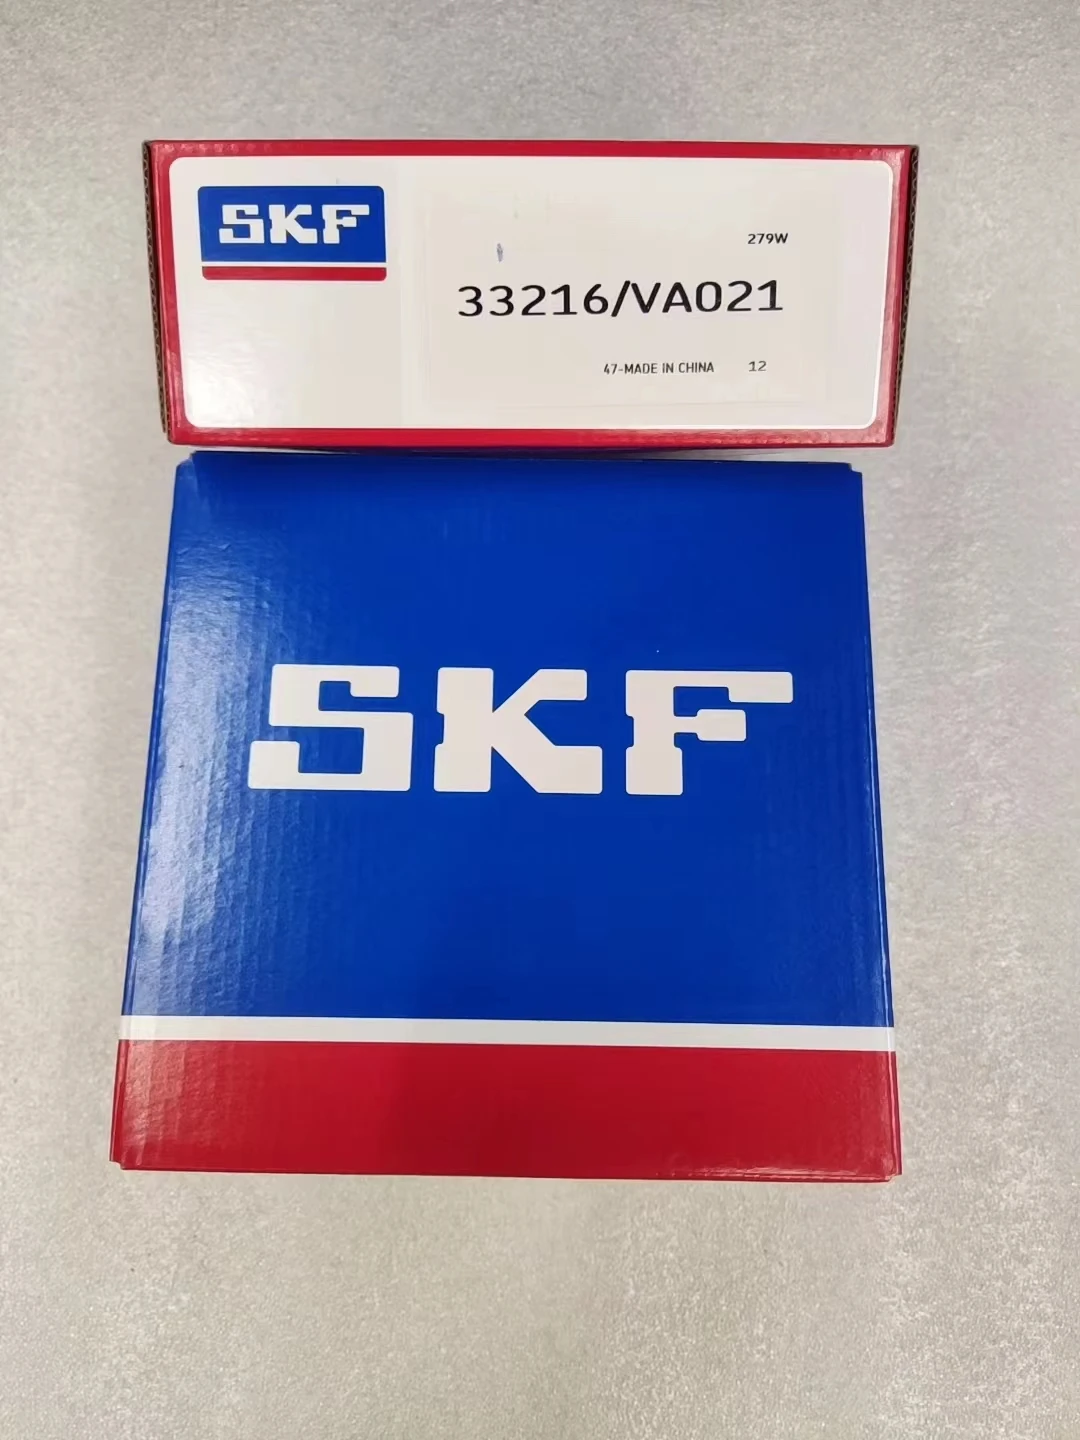 SKF
279W
33216/VA021
47-MADE IN CHINA 12
SKF